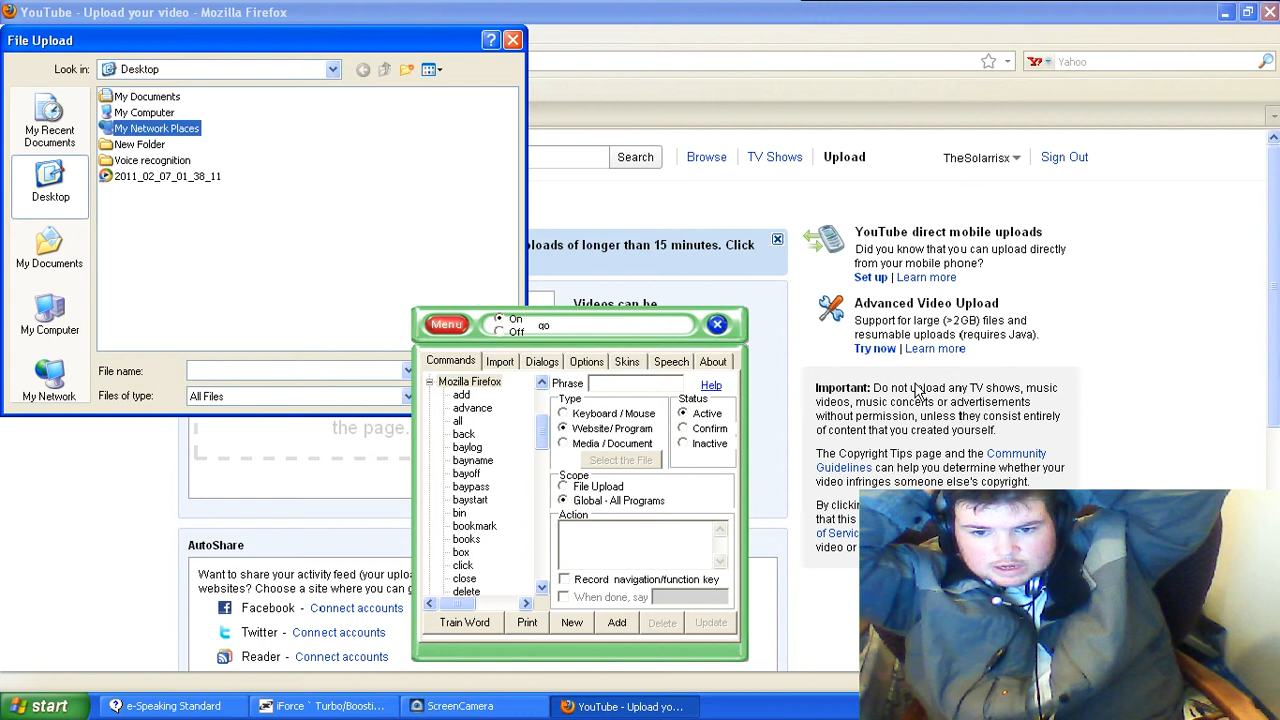 YouTube - Upload your video - Mozilla Firefox
File Upload
Look in: Desktop
Yahoo
My Recent Documents
Desktop
My Documents
My Computer
My Network
My Documents
My Computer
My Network Places
New Folder
Voice recognition
2011_02_07_01_38_11
File name:
Files of type: All Files
Search Browse TV Shows Upload TheSolarrisx Sign Out
ploads of longer than 15 minutes. Click
Videos can be
the page.
YouTube direct mobile uploads
Did you know that you can upload directly
from your mobile phone?
Set up | Learn more
Advanced Video Upload
Support for large (>2GB) files and
resumable uploads (requires Java).
Try now | Learn more
Important: Do not upload any TV shows, music
videos, music concerts or advertisements
without permission, unless they consist entirely
of content that you created yourself.
The Copyright Tips page and the Community
Guidelines can help you determine whether your
video infringes someone else's copyright.
By clicki
that this
of Servic
video or
Menu On
Off go
Commands Import Dialogs Options Skins Speech About
Mozilla Firefox
add
advance
all
back
baylog
bayname
bayoff
baypass
baystart
bin
bookmark
books
box
click
close
delete
Phrase Help
Type
Keyboard / Mouse
Website/ Program
Media / Document
Select the File
Status
Active
Confirm
Inactive
Scope
File Upload
Global - All Programs
Action
Record navigation/function key
When done, say
Train Word Print New Add Delete Update
AutoShare
Want to share your activity feed (your uploa
websites? Choose a site where you can g
Facebook - Connect accounts
Twitter - Connect accounts
Reader - Connect accounts
start e-Speaking Standard iForce ` Turbo/Boosti... ScreenCamera YouTube - Upload yo...